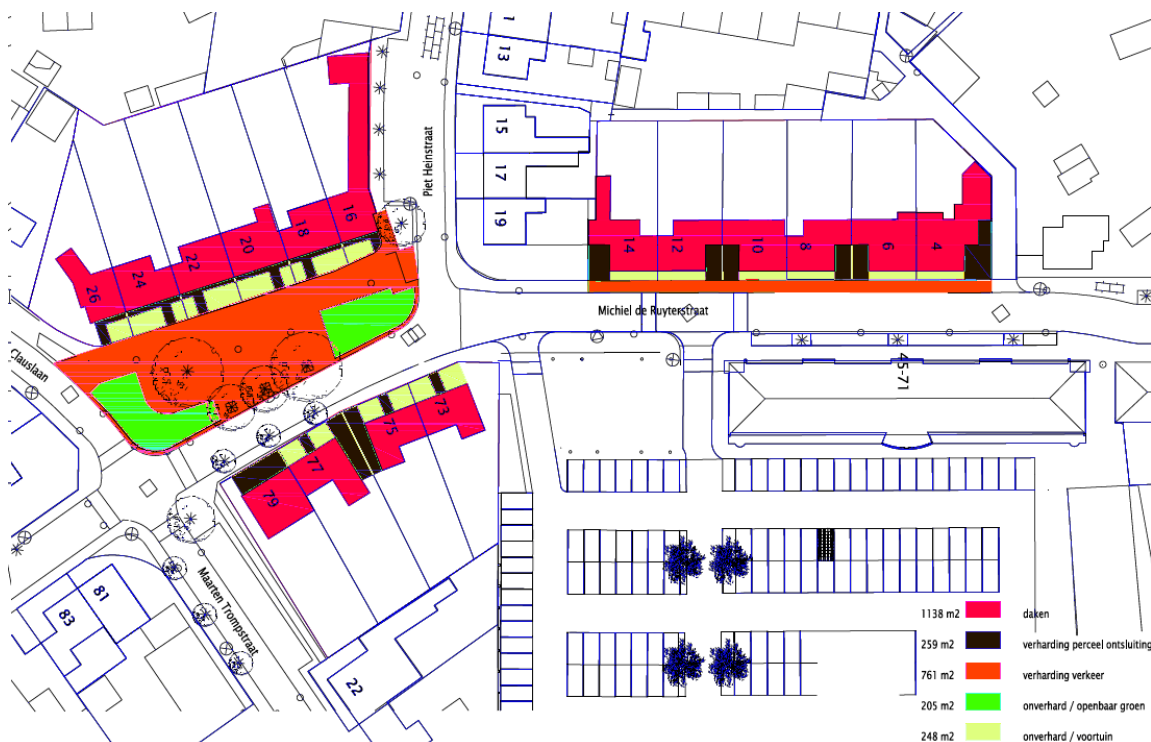 13
15
17
19
Piet Heinstraat
16
18
20
22
24
26
14
12
10
8
6
4
Michiel de Ruyterstraat
Clauslaan
45-71
73
75
77
79
Maarten Trompstraat
81
83
22
1138 m2 daken
259 m2 verharding perceel ontsluiting
761 m2 verharding verkeer
205 m2 onverhard / openbaar groen
248 m2 onverhard / voortuin